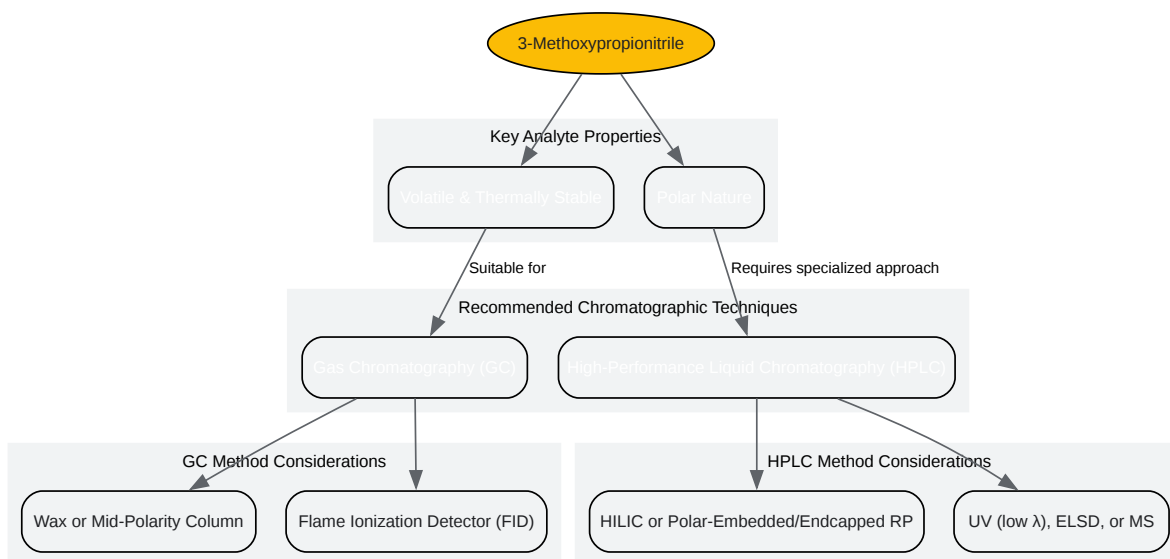 3-Methoxypropionitrile
Key Analyte Properties
Volatile & Thermally Stable
Polar Nature
Suitable for
Requires specialized approach
Recommended Chromatographic Techniques
Gas Chromatography (GC)
High-Performance Liquid Chromatography (HPLC)
GC Method Considerations
HPLC Method Considerations
Wax or Mid-Polarity Column
Flame Ionization Detector (FID)
HILIC or Polar-Embedded/Endcapped RP
UV (low λ), ELSD, or MS